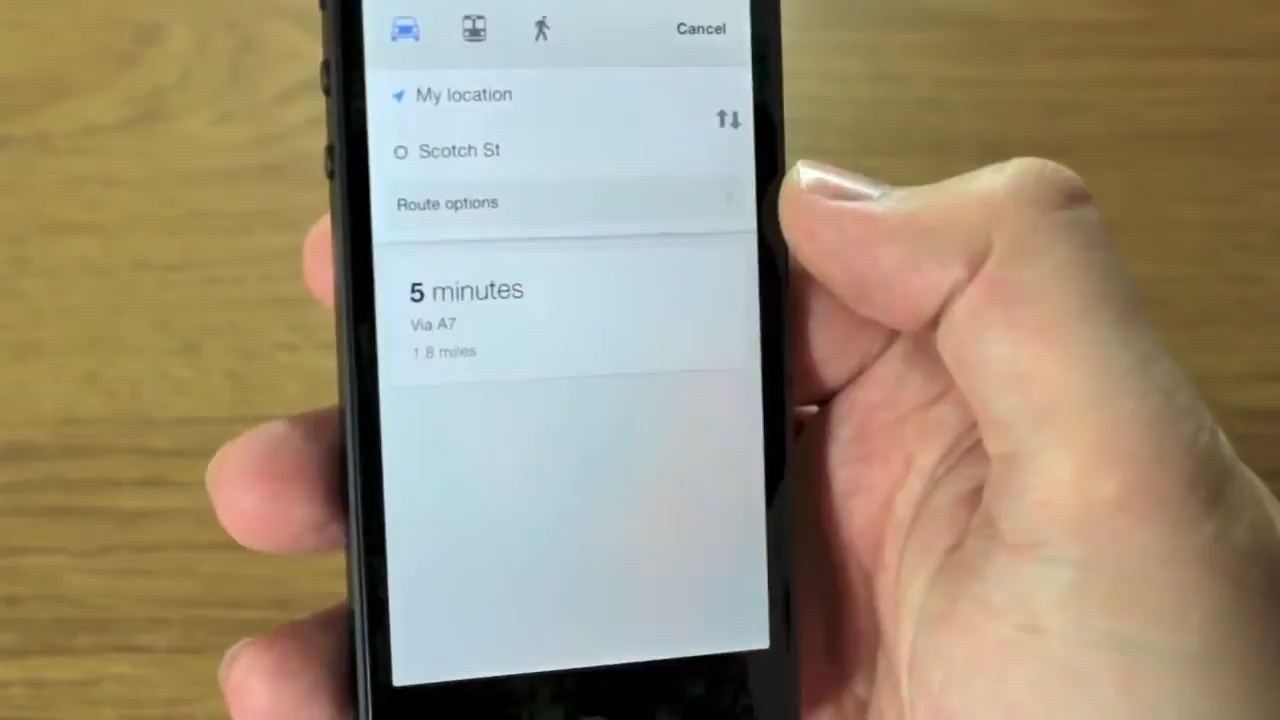 Cancel
My location
Scotch St
Route options
5 minutes
Via A7
1.8 miles